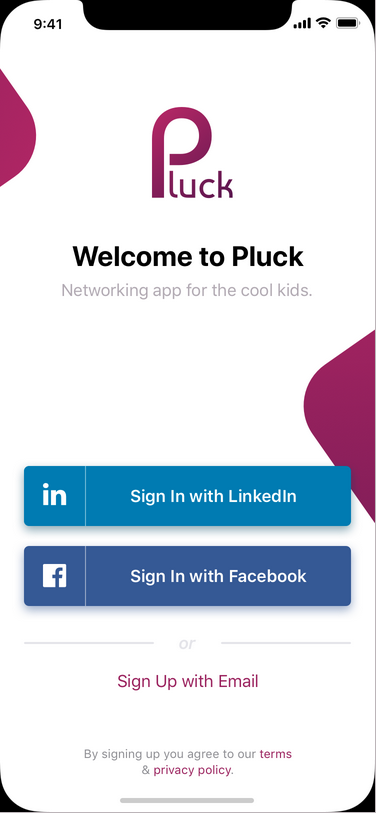 9:41
Pluck
Welcome to Pluck
Networking app for the cool kids.
in
Sign In with LinkedIn
f
Sign In with Facebook
or
Sign Up with Email
By signing up you agree to our terms
& privacy policy.